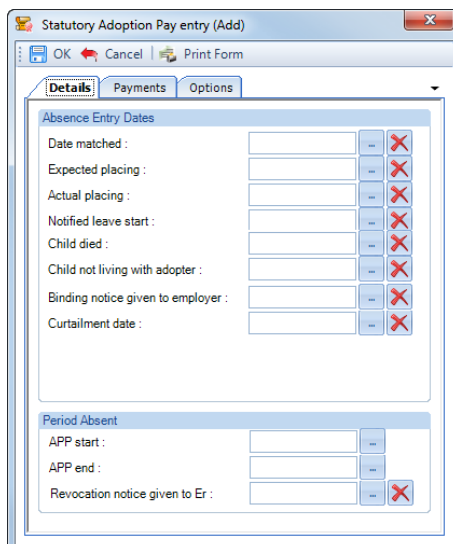 Statutory Adoption Pay entry (Add)
OK Cancel Print Form
Details Payments Options
Absence Entry Dates
Date matched :
Expected placing :
Actual placing :
Notified leave start :
Child died :
Child not living with adopter :
Binding notice given to employer :
Curtailment date :
Period Absent
APP start :
APP end :
Revocation notice given to Er :